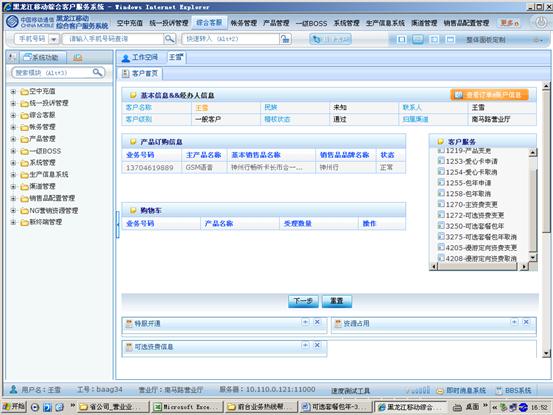 黑龙江移动综合客户服务系统 - Windows Internet Explorer
中国移动通信 CHINA MOBILE 黑龙江移动 综合客户服务系统 空中充值 统一投诉管理 综合客服 帐务管理 产品管理 一级BOSS 系统管理 生产信息系统 渠道管理 销售品配置管理 更多
手机号码 请输入手机号码查询 快速转入 (Alt+2) 整体面板定制
系统功能 工作空间 王雪
搜索模块 (Alt+3) 客户首页
空中充值
统一投诉管理
综合客服
帐务管理
产品管理
一级BOSS
系统管理
生产信息系统
渠道管理
销售品配置管理
NG营销资源管理
新终端管理
基本信息&&经办人信息 查看订单&账户信息
客户名称 王雪 民族 未知 联系人 王雪
客户级别 一般客户 稽核状态 通过 归属渠道 南马路营业厅
产品订购信息
业务号码 主产品名称 基本销售品名称 销售品品牌名称 状态
13704619889 GSM语音 神州行畅听卡长市合一... 神州行 正常
购物车
业务号码 产品名称 受理数量 操作
客户服务
1219-产品变更
1253-爱心卡申请
1254-爱心卡取消
1255-包年申请
1258-包年取消
1270-主资费变更
1272-可选资费变更
3250-可选套餐包年
3275-可选套餐包年取消
4205-漫游定向资费变更
4208-漫游定向资费取消
下一步 重置
特服开通 资源占用
可选资费信息
用户名：王雪 工号：baag34 营业厅：南马路营业厅 服务器：10.110.0.121:11000 速度测试工具 即时消息系统 BBS系统
开始 省公司_营业业... Microsoft Exce... 前台业务热线帮... 可选套餐包年-3... 黑龙江移动综合客... 桌面 16:52